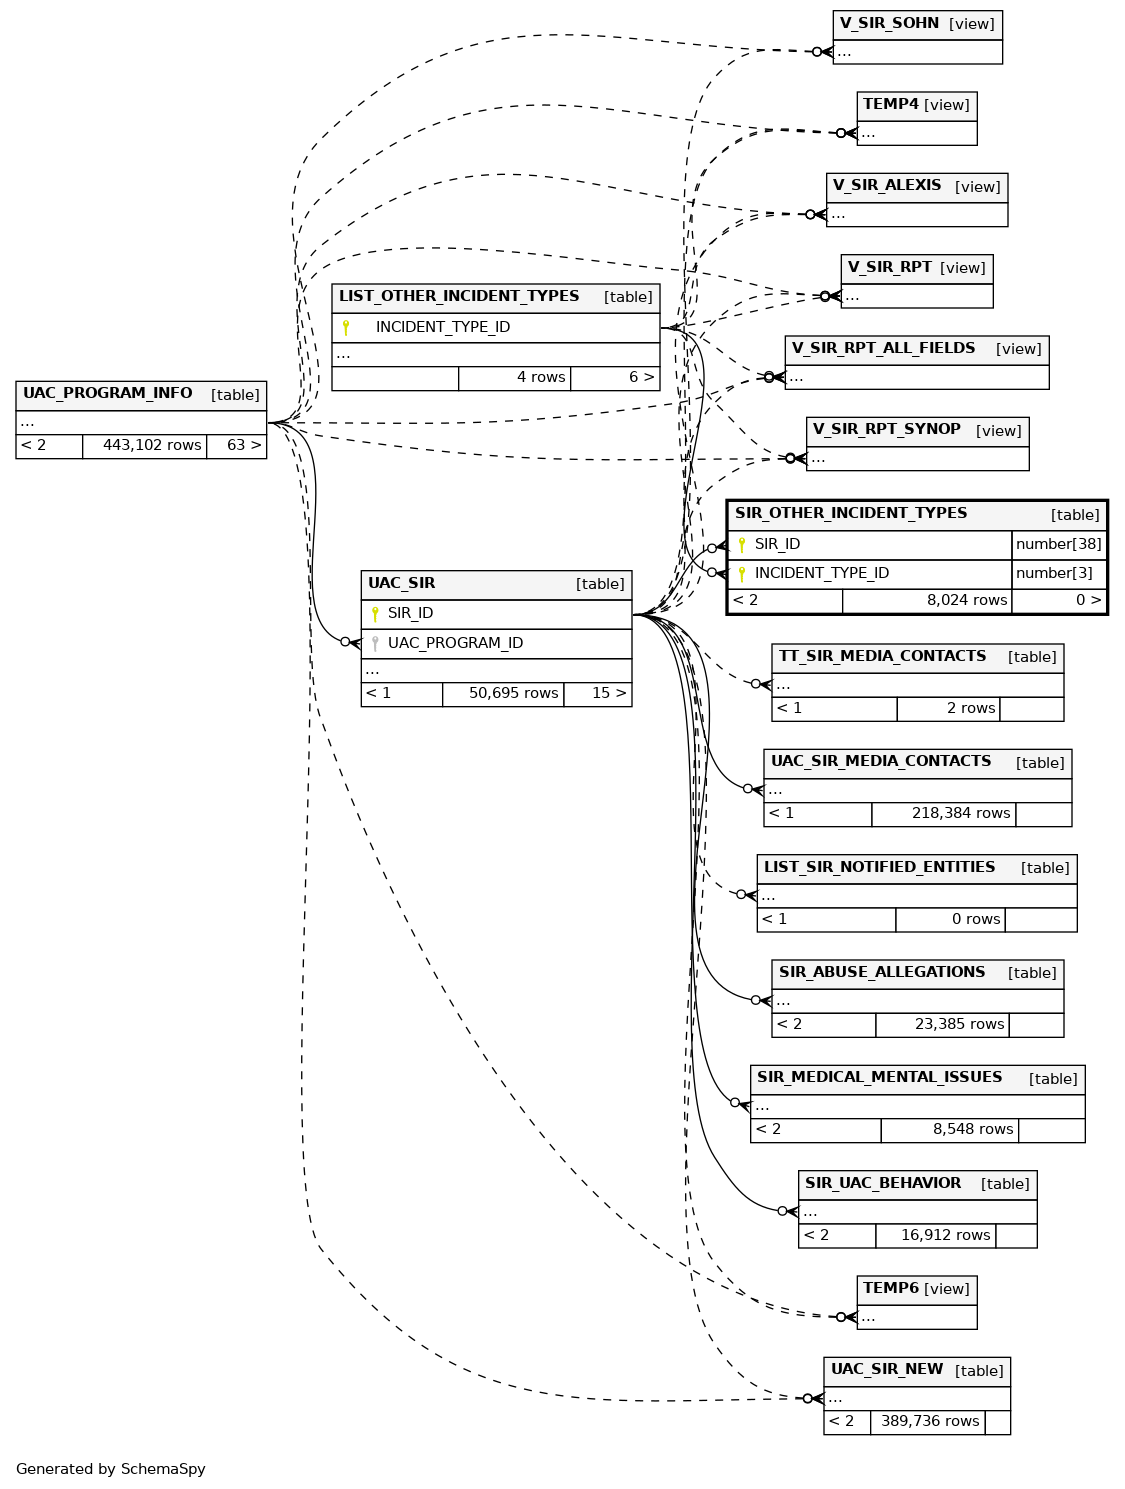 V_SIR_SOHN [view]
...
TEMP4 [view]
...
V_SIR_ALEXIS [view]
...
V_SIR_RPT [view]
...
LIST_OTHER_INCIDENT_TYPES [table]
INCIDENT_TYPE_ID
...
4 rows 6 >
V_SIR_RPT_ALL_FIELDS [view]
...
UAC_PROGRAM_INFO [table]
...
< 2 443,102 rows 63 >
V_SIR_RPT_SYNOP [view]
...
SIR_OTHER_INCIDENT_TYPES [table]
SIR_ID number[38]
INCIDENT_TYPE_ID number[3]
< 2 8,024 rows 0 >
UAC_SIR [table]
SIR_ID
UAC_PROGRAM_ID
...
< 1 50,695 rows 15 >
TT_SIR_MEDIA_CONTACTS [table]
...
< 1 2 rows
UAC_SIR_MEDIA_CONTACTS [table]
...
< 1 218,384 rows
LIST_SIR_NOTIFIED_ENTITIES [table]
...
< 1 0 rows
SIR_ABUSE_ALLEGATIONS [table]
...
< 2 23,385 rows
SIR_MEDICAL_MENTAL_ISSUES [table]
...
< 2 8,548 rows
SIR_UAC_BEHAVIOR [table]
...
< 2 16,912 rows
TEMP6 [view]
...
UAC_SIR_NEW [table]
...
< 2 389,736 rows
Generated by SchemaSpy